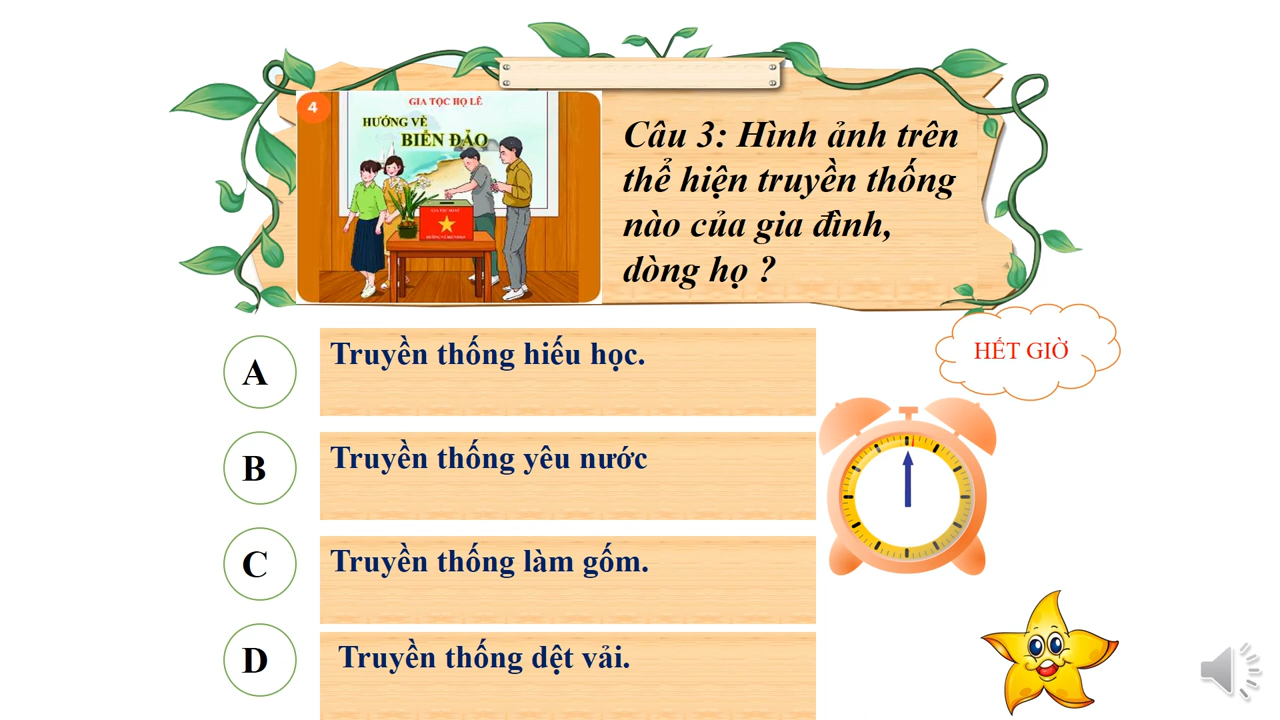 4
GIA TỘC HỌ LÊ
HƯỚNG VỀ
BIỂN ĐẢO
Câu 3: Hình ảnh trên
thể hiện truyền thống
nào của gia đình,
dòng họ ?
HẾT GIỜ
A
Truyền thống hiếu học.
B
Truyền thống yêu nước
C
Truyền thống làm gốm.
D
Truyền thống dệt vải.